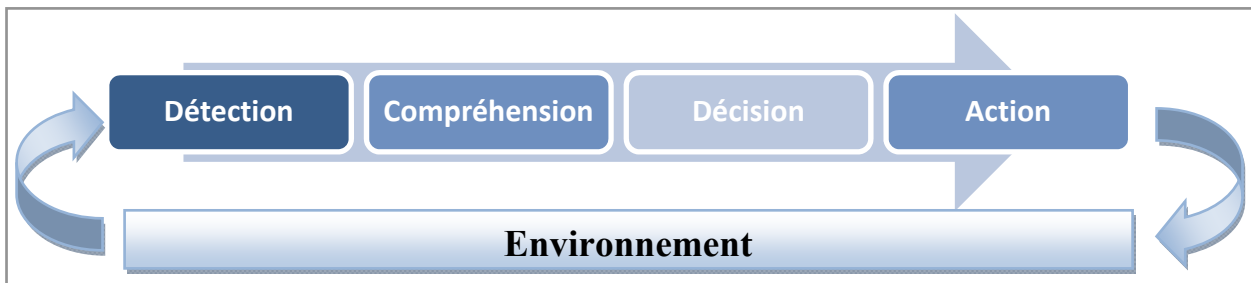 Détection
Compréhension
Décision
Action
Environnement